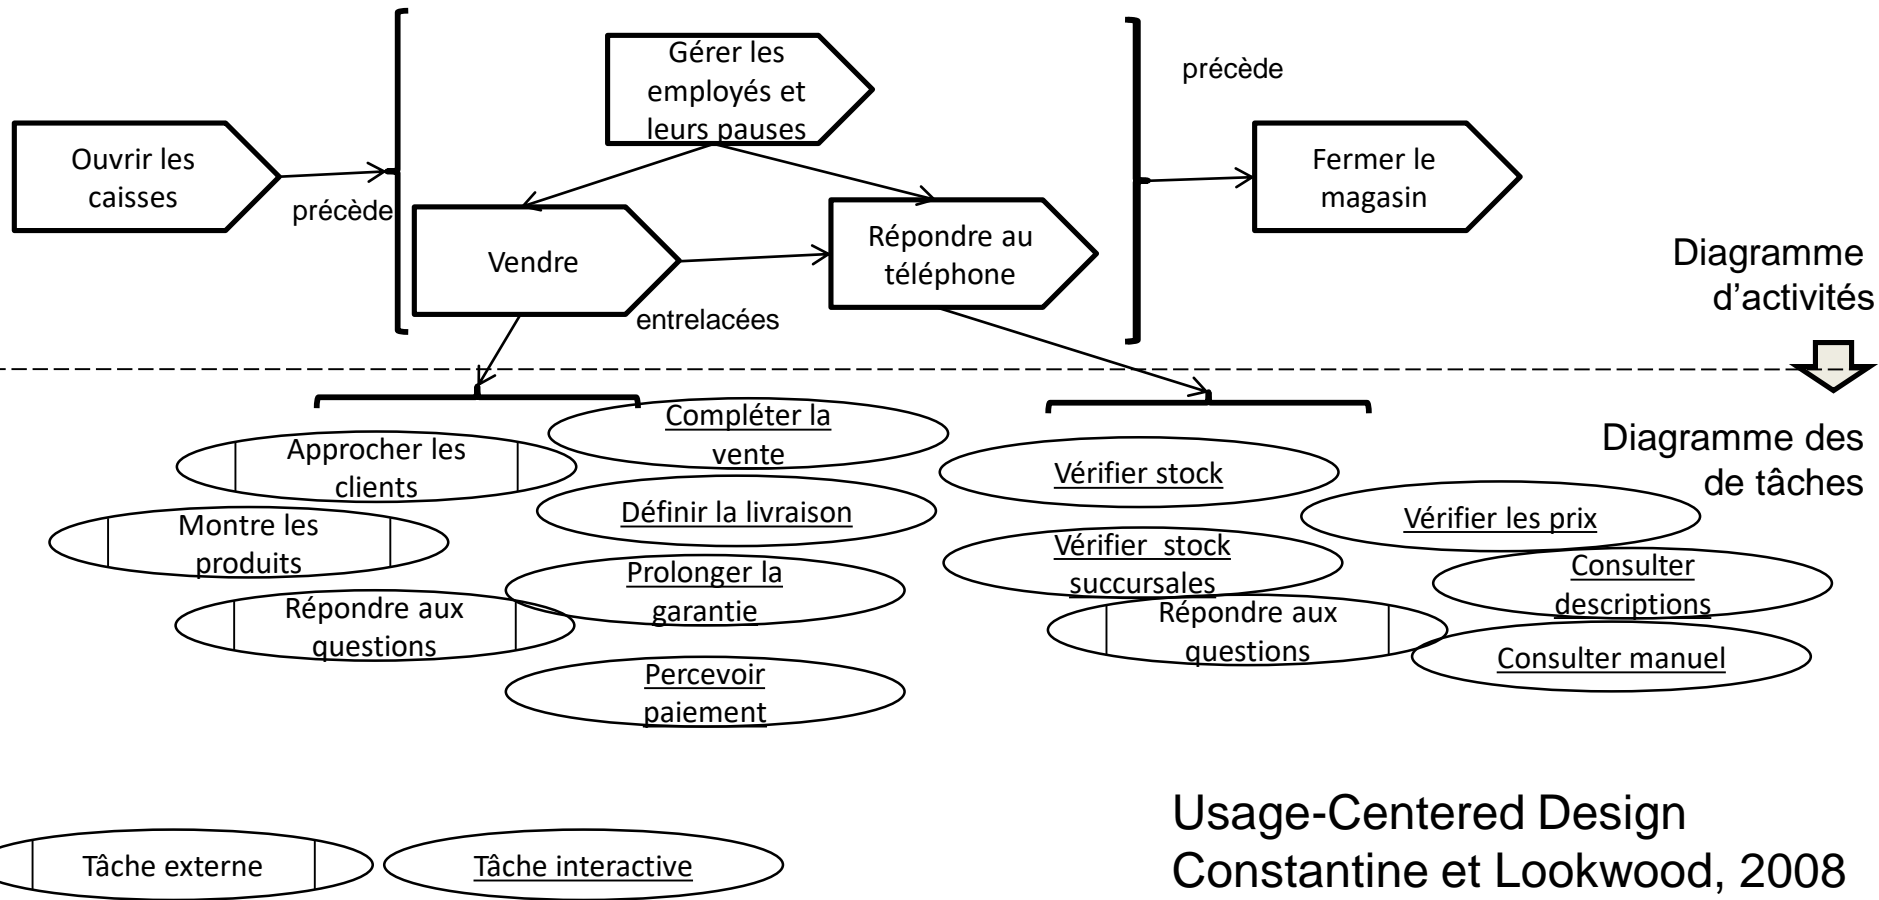 Gérer les
employés et
leurs pauses
précède
Ouvrir les
caisses
Fermer le
magasin
précède
Vendre
Répondre au
téléphone
entrelacées
Diagramme
d'activités
Compléter la
vente
Approcher les
clients
Vérifier stock
Diagramme des
de tâches
Définir la livraison
Montre les
produits
Vérifier les prix
Vérifier stock
succursales
Prolonger la
garantie
Consulter
descriptions
Répondre aux
questions
Répondre aux
questions
Consulter manuel
Percevoir
paiement
Usage-Centered Design
Constantine et Lookwood, 2008
Tâche externe
Tâche interactive